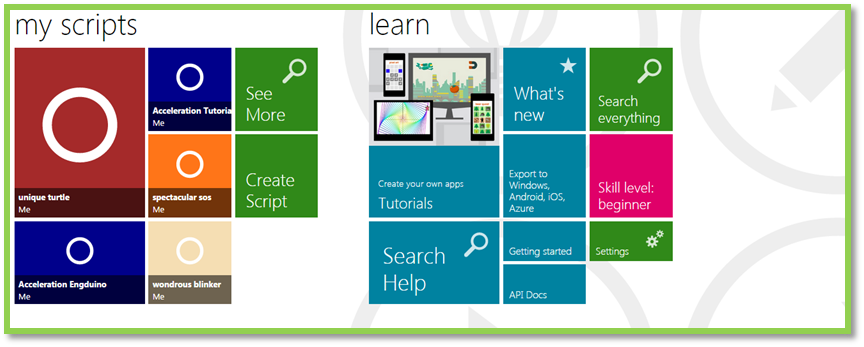 my scripts
unique turtle
Me
Acceleration Tutoria
Me
See
More
spectacular sos
Me
Create
Script
Acceleration Engduino
Me
wondrous blinker
Me
learn
Create your own apps
Tutorials
What's
new
Search
everything
Export to
Windows,
Android, iOS,
Azure
Skill level:
beginner
Search
Help
Getting started
Settings
API Docs